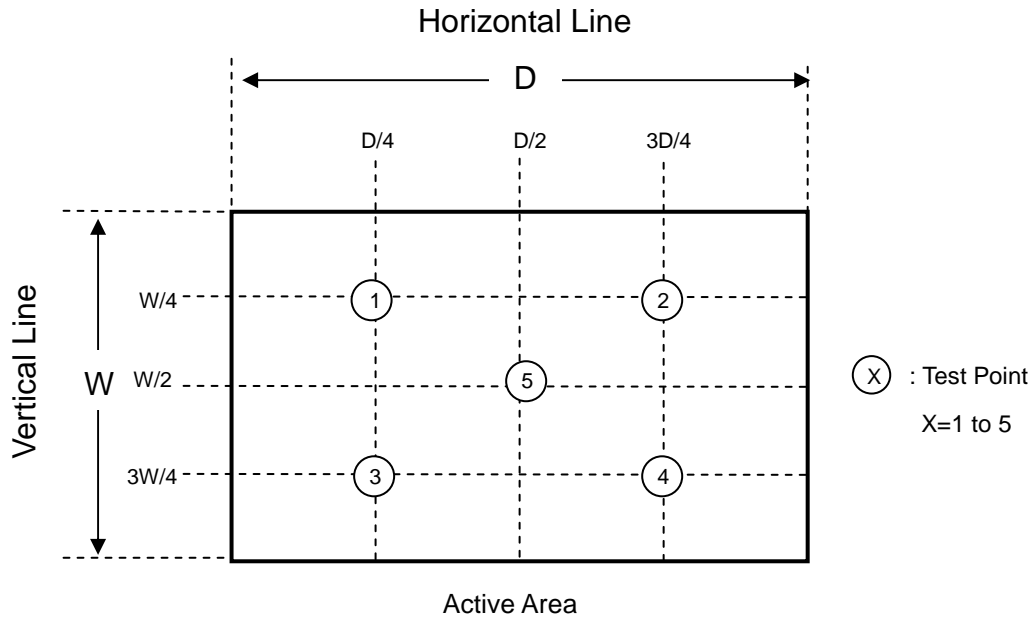 Horizontal Line
D
D/4 D/2 3D/4
Vertical Line
W
W/4
1 2
W/2
5
X : Test Point
X=1 to 5
3W/4
3 4
Active Area